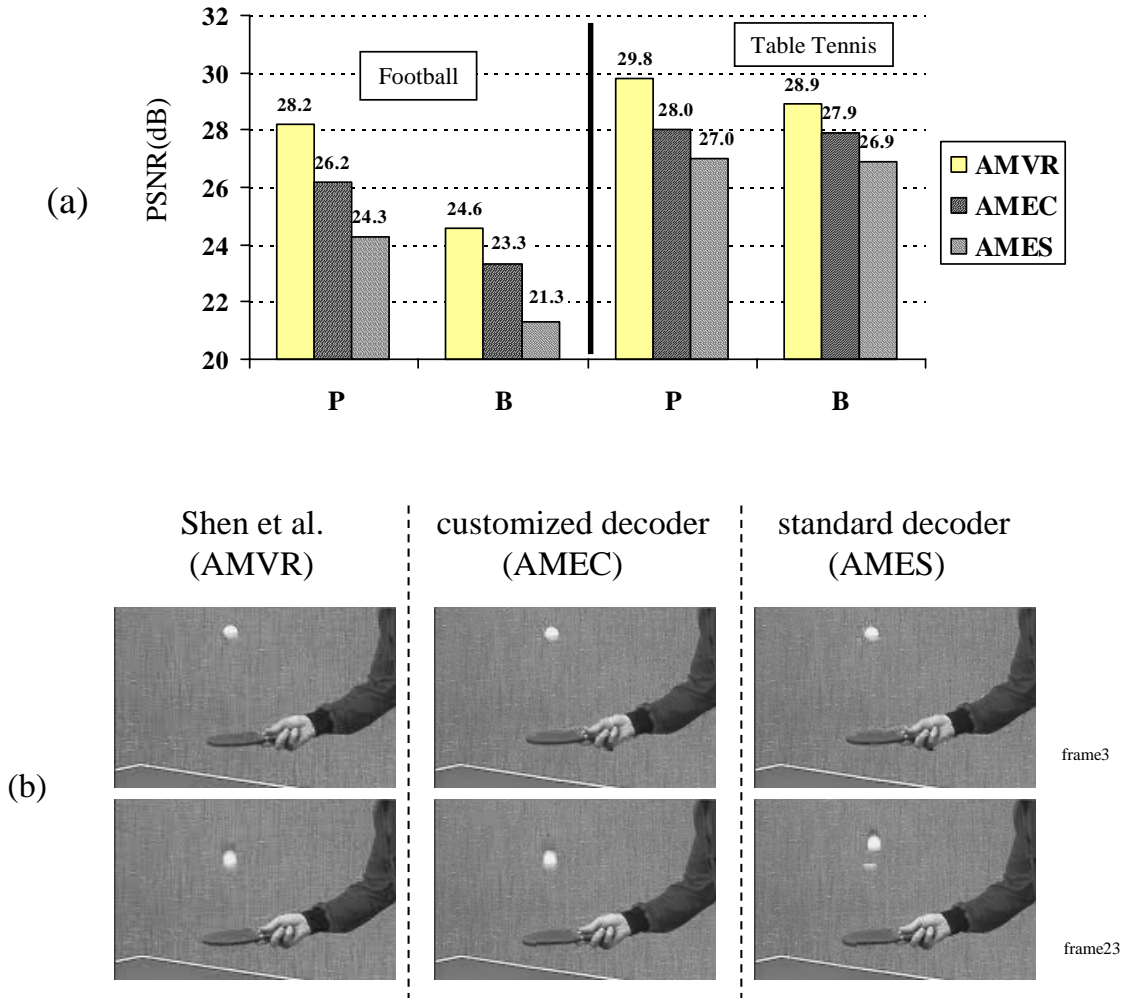 32
30
28
26
24
22
20
PSNR(dB)
(a)
Football
Table Tennis
28.2
26.2
24.3
24.6
23.3
21.3
29.8
28.0
27.0
28.9
27.9
26.9
P
B
P
B
AMVR
AMEC
AMES
Shen et al.
(AMVR)
customized decoder
(AMEC)
standard decoder
(AMES)
frame3
(b)
frame23